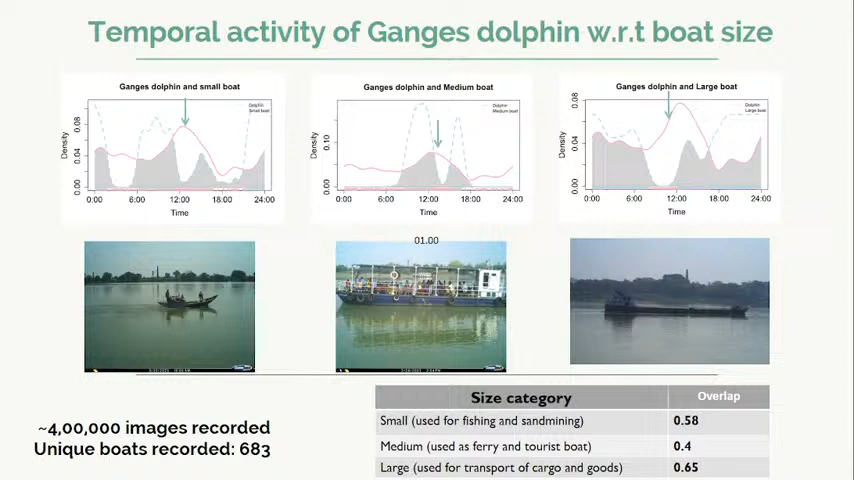 Temporal activity of Ganges dolphin w.r.t boat size
Ganges dolphin and small boat
Dolphin
Small boat
Density
0.00 0.04 0.08
0:00 6:00 12:00 18:00 24:00
Time
Ganges dolphin and Medium boat
Dolphin
Medium boat
Density
0.00 0.10
0:00 6:00 12:00 18:00 24:00
Time
Ganges dolphin and Large boat
Dolphin
Large boat
Density
0.00 0.04 0.08
0:00 6:00 12:00 18:00 24:00
Time
01.00
Size category Overlap
Small (used for fishing and sandmining) 0.58
Medium (used as ferry and tourist boat) 0.4
Large (used for transport of cargo and goods) 0.65
~4,00,000 images recorded
Unique boats recorded: 683